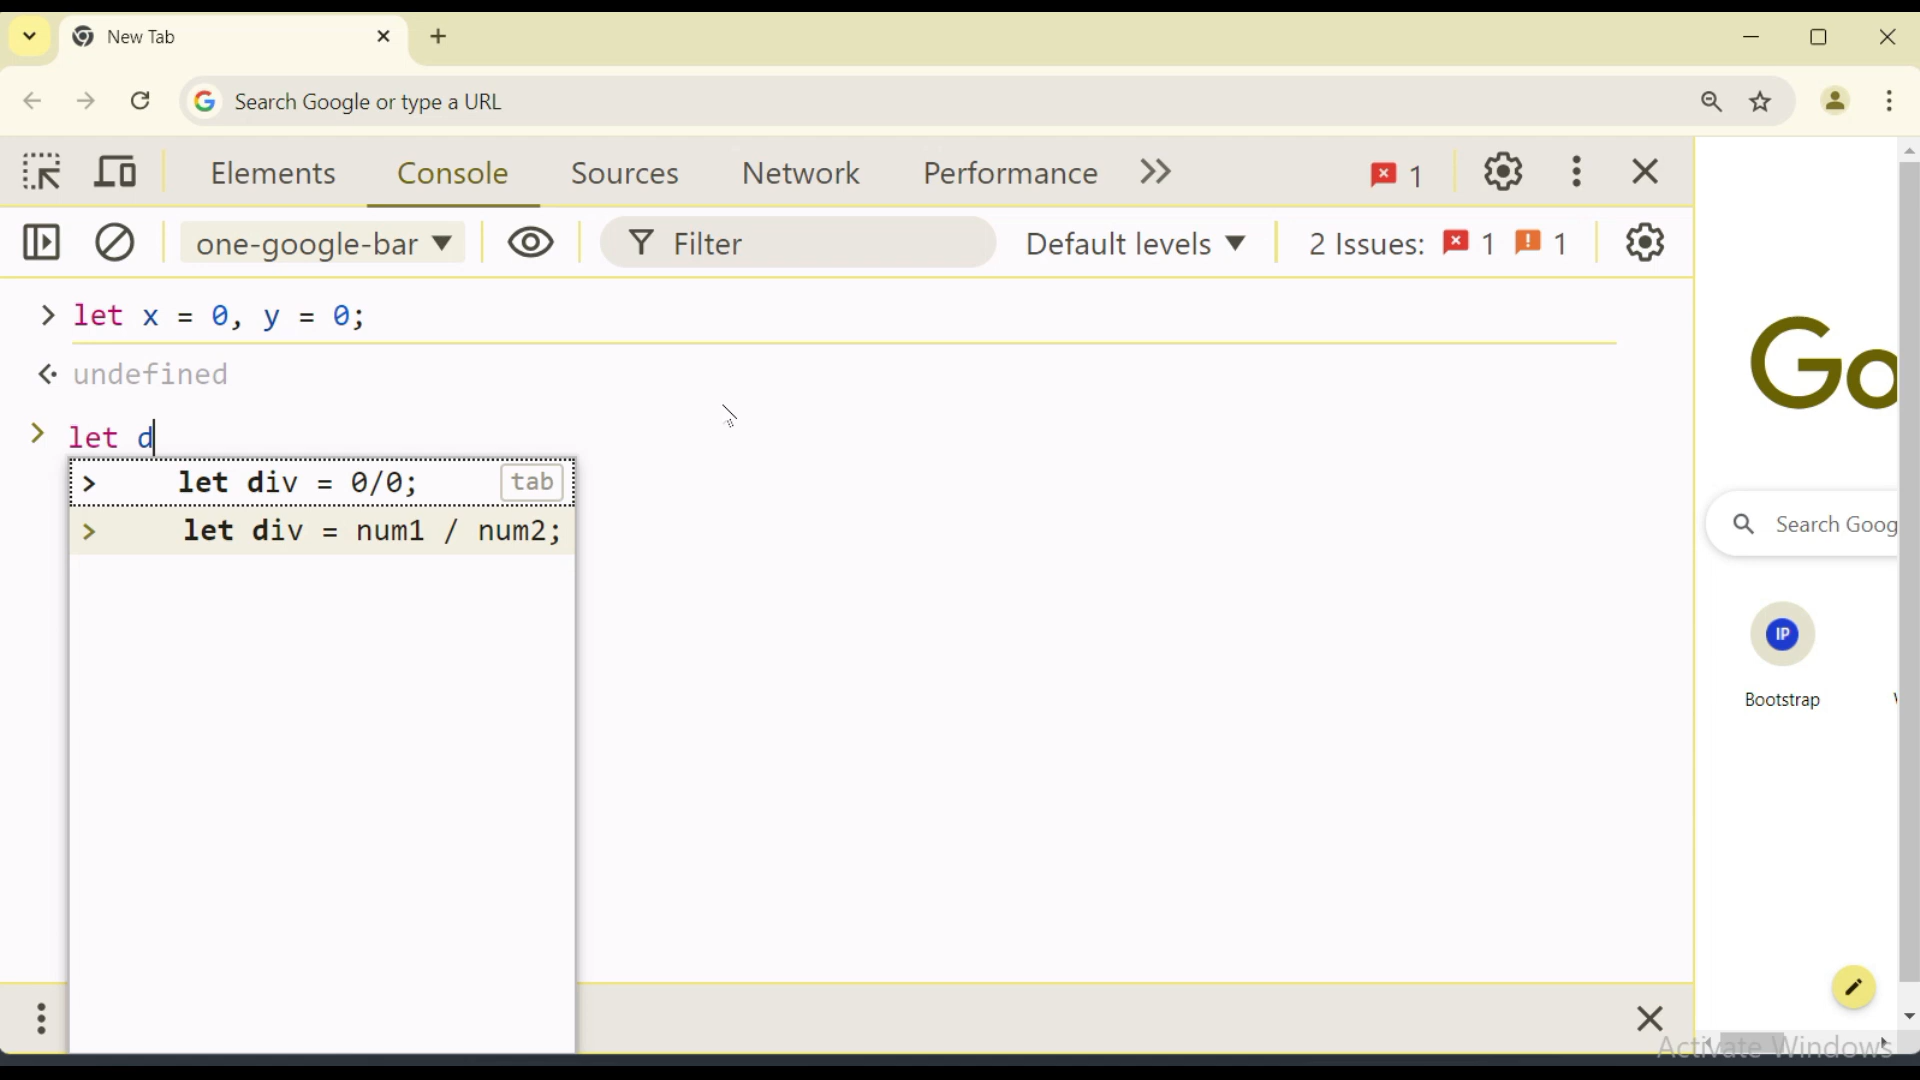 New Tab
Search Google or type a URL
Elements Console Sources Network Performance 1
one-google-bar Filter Default levels 2 Issues: 1 1
> let x = 0, y = 0;
undefined
> let d
> let div = 0/0; tab
> let div = num1 / num2;
Go
Search Goog
IP
Bootstrap
Activate Windows